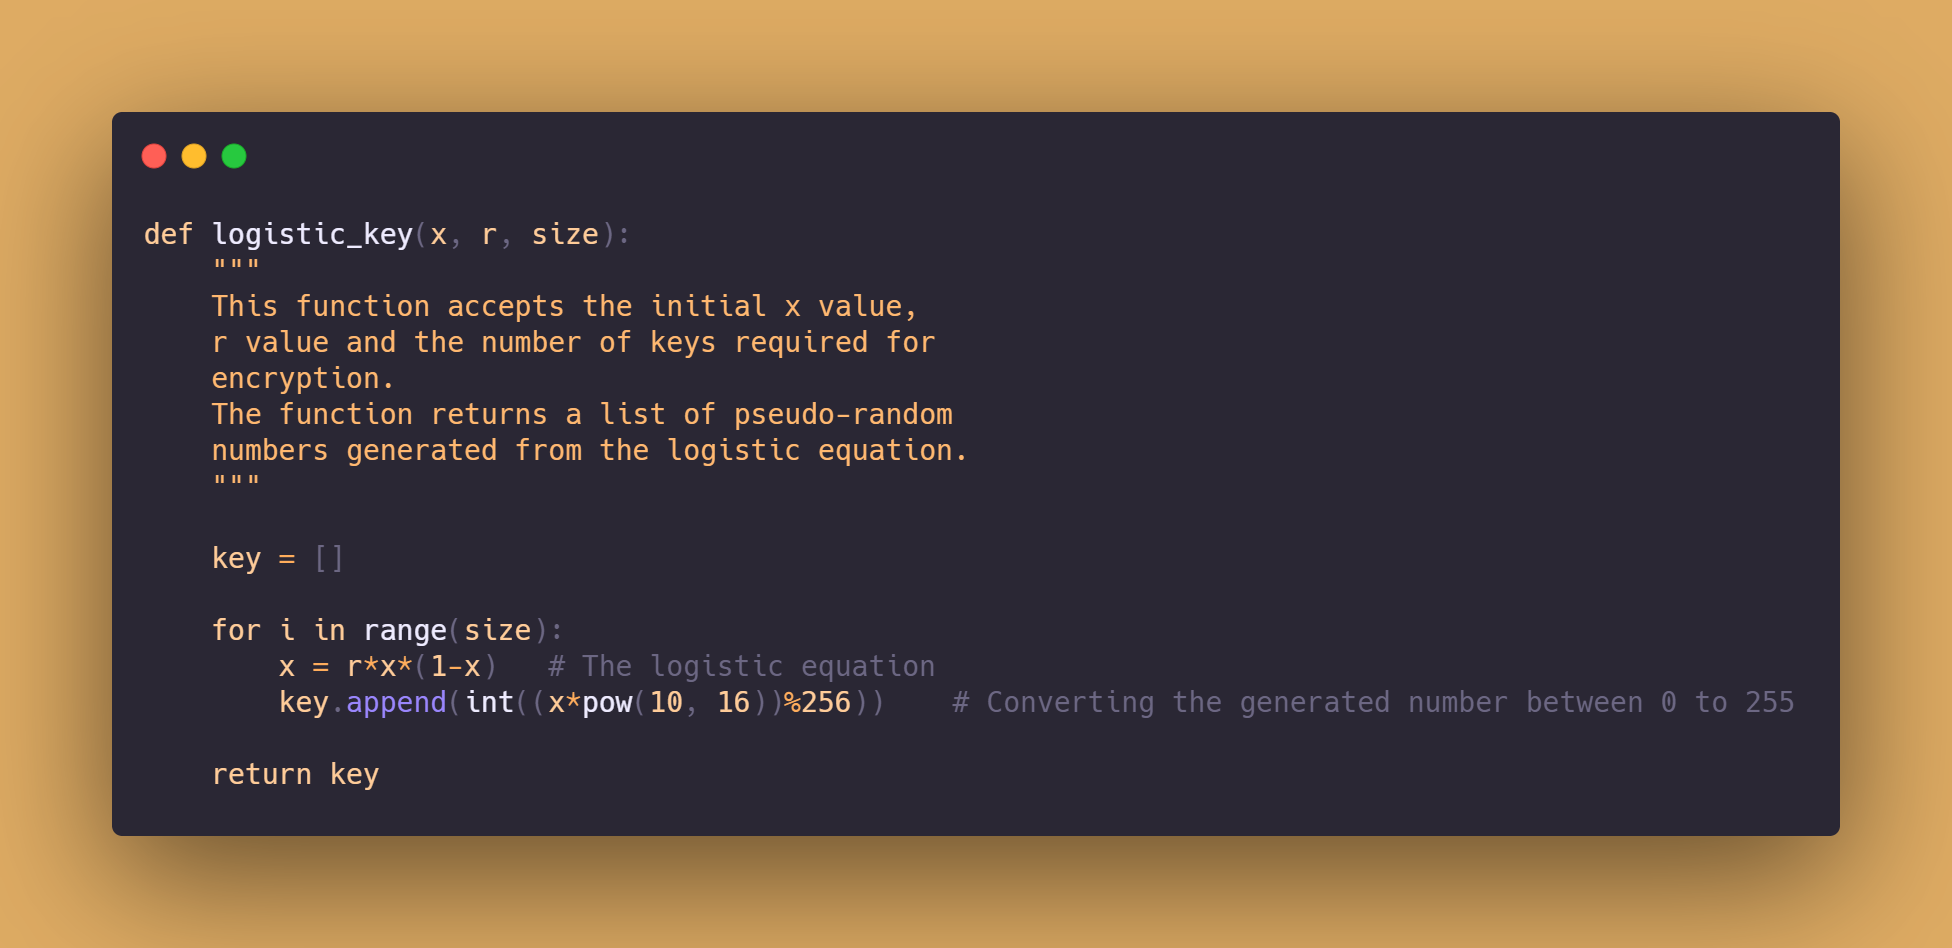 def logistic_key(x, r, size):
    """
    This function accepts the initial x value,
    r value and the number of keys required for
    encryption.
    The function returns a list of pseudo-random
    numbers generated from the logistic equation.
    """

    key = []

    for i in range(size):
        x = r*x*(1-x)   # The logistic equation
        key.append(int((x*pow(10, 16))%256))    # Converting the generated number between 0 to 255

    return key